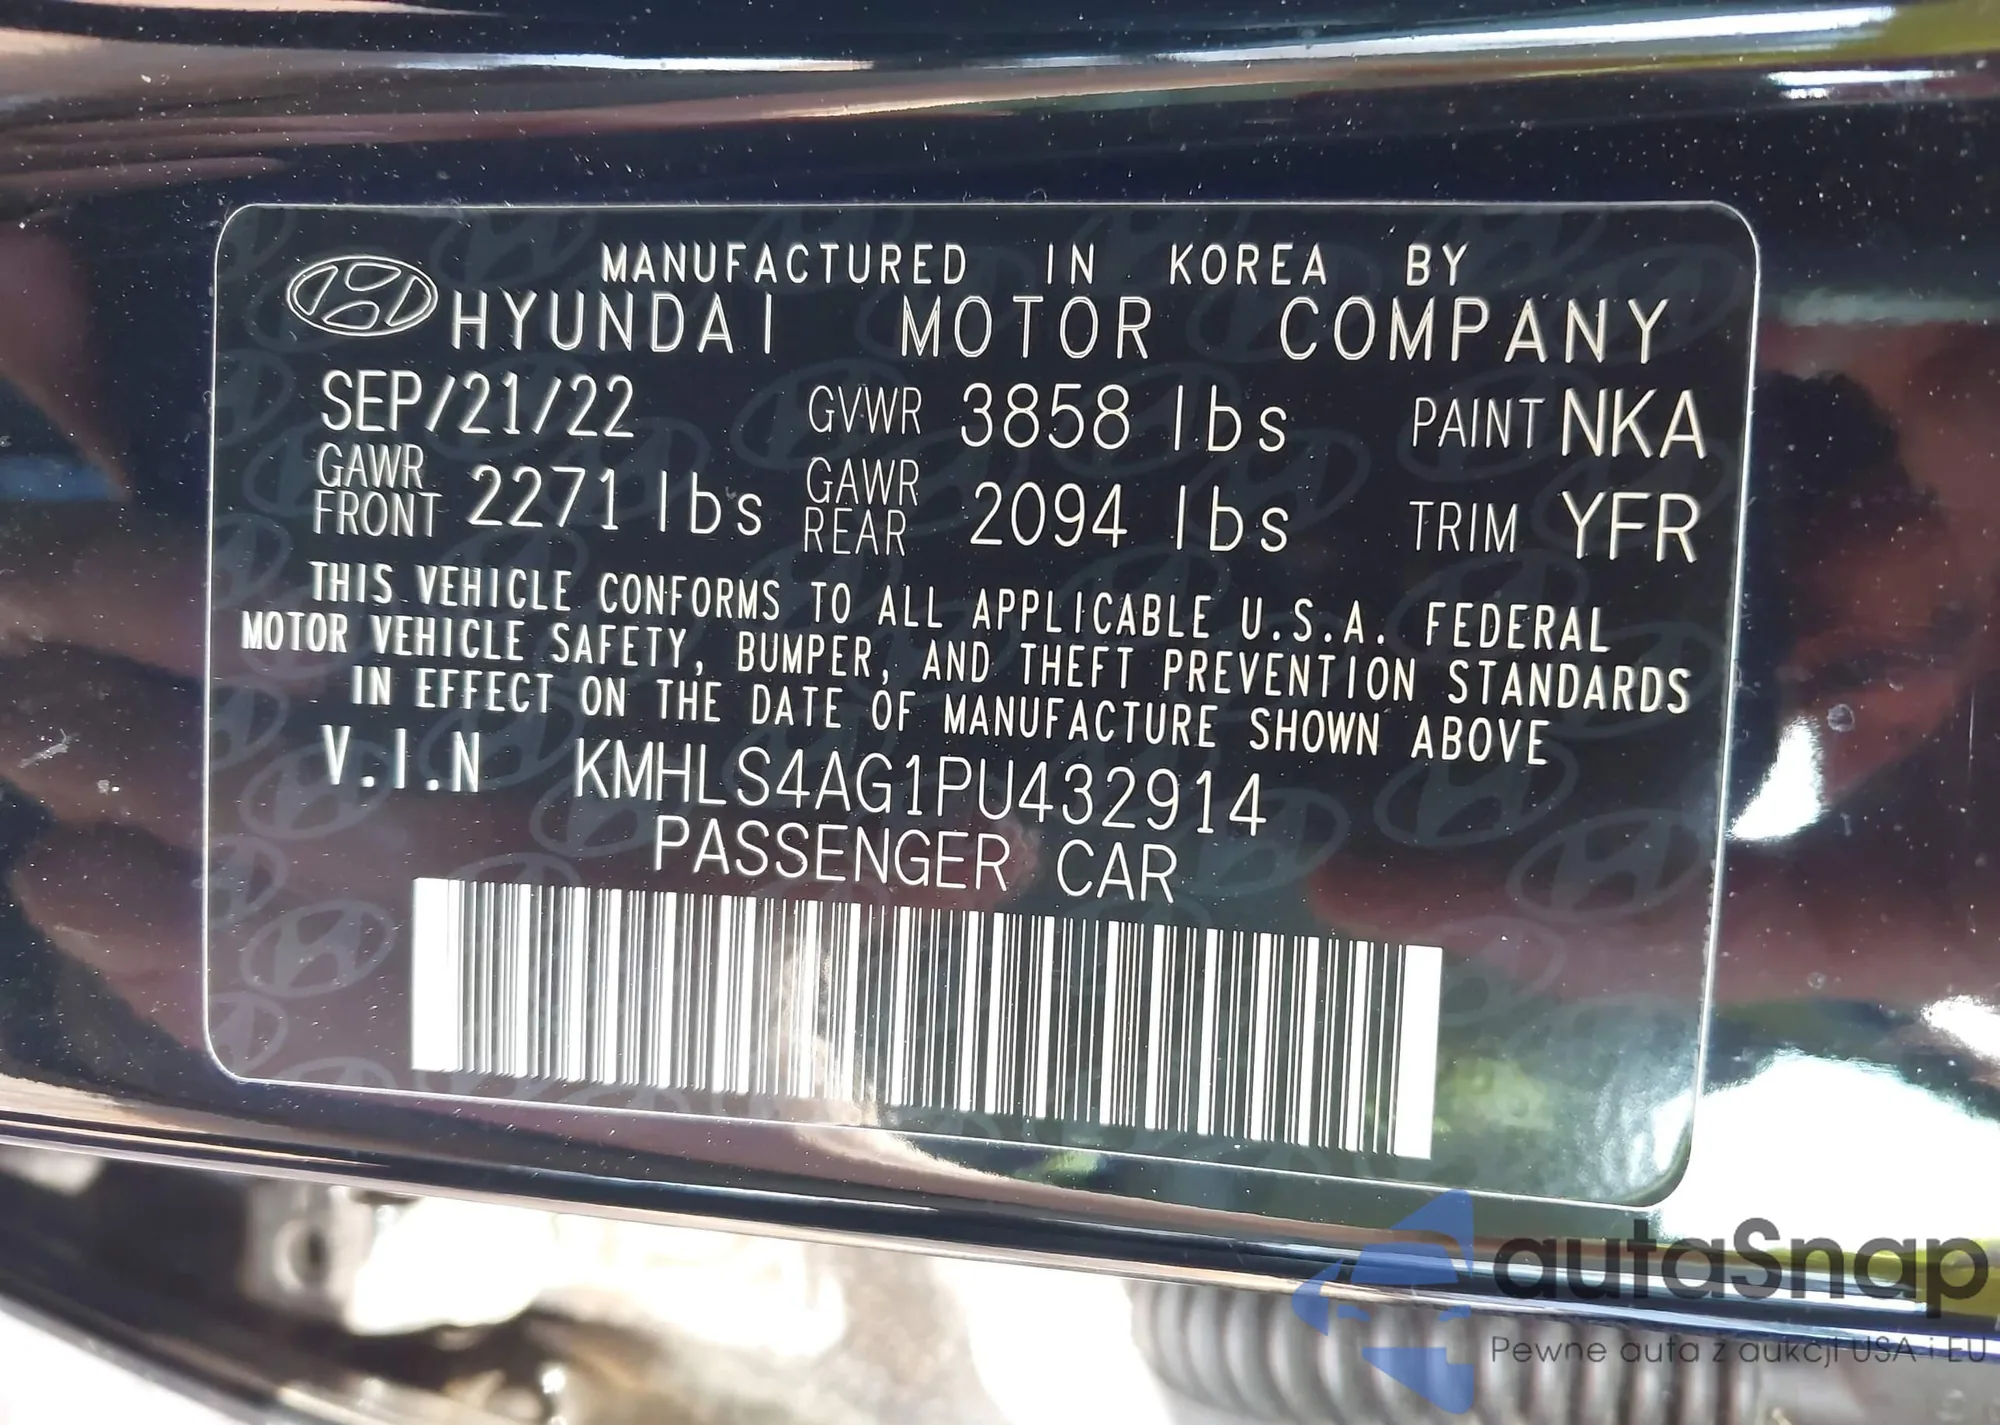 MANUFACTURED IN KOREA BY
HYUNDAI MOTOR COMPANY
SEP/21/22 GVWR 3858 lbs PAINT NKA
GAWR FRONT 2271 lbs GAWR REAR 2094 lbs TRIM YFR
THIS VEHICLE CONFORMS TO ALL APPLICABLE U.S.A. FEDERAL
MOTOR VEHICLE SAFETY, BUMPER, AND THEFT PREVENTION STANDARDS
IN EFFECT ON THE DATE OF MANUFACTURE SHOWN ABOVE
V.I.N KMHLS4AG1PU432914
PASSENGER CAR
autaSnap
Pewne auta z aukcji USA i EU